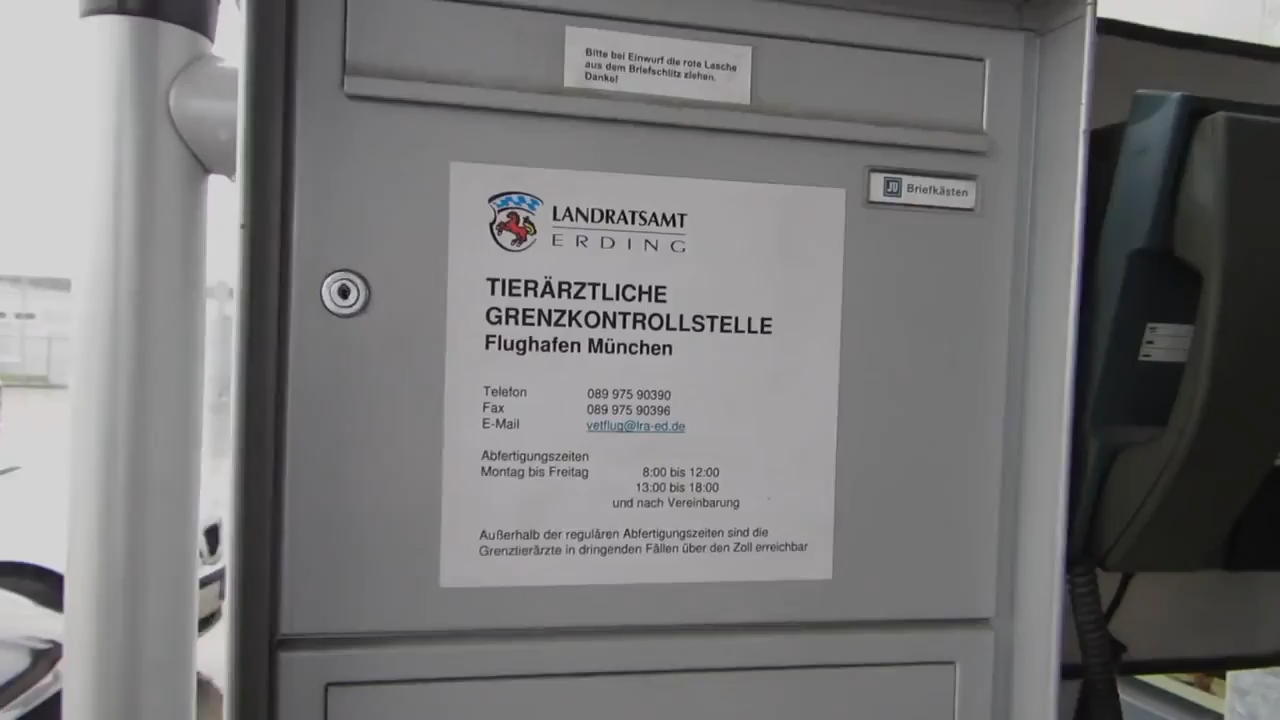 Bitte bei Einwurf die rote Lasche
aus dem Briefschlitz ziehen.
Danke!
JU Briefkästen
LANDRATSAMT
ERDING
TIERÄRZTLICHE
GRENZKONTROLLSTELLE
Flughafen München
Telefon 089 975 90390
Fax 089 975 90396
E-Mail vetflug@lra-ed.de
Abfertigungszeiten
Montag bis Freitag 8:00 bis 12:00
13:00 bis 18:00
und nach Vereinbarung
Außerhalb der regulären Abfertigungszeiten sind die
Grenztierärzte in dringenden Fällen über den Zoll erreichbar